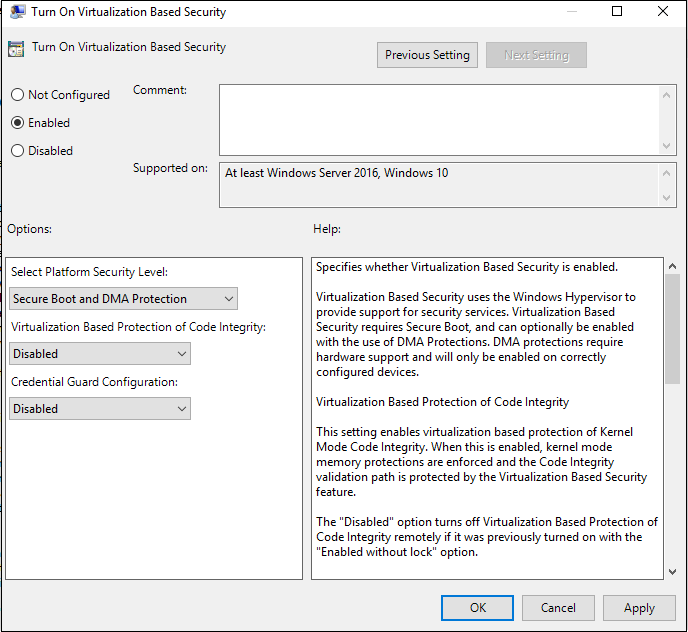 Turn On Virtualization Based Security
Turn On Virtualization Based Security
Previous Setting
Next Setting
Not Configured
Enabled
Disabled
Comment:
Supported on:
At least Windows Server 2016, Windows 10
Options:
Help:
Select Platform Security Level:
Secure Boot and DMA Protection
Virtualization Based Protection of Code Integrity:
Disabled
Credential Guard Configuration:
Disabled
Specifies whether Virtualization Based Security is enabled.
Virtualization Based Security uses the Windows Hypervisor to
provide support for security services. Virtualization Based
Security requires Secure Boot, and can optionally be enabled
with the use of DMA Protections. DMA protections require
hardware support and will only be enabled on correctly
configured devices.
Virtualization Based Protection of Code Integrity
This setting enables virtualization based protection of Kernel
Mode Code Integrity. When this is enabled, kernel mode
memory protections are enforced and the Code Integrity
validation path is protected by the Virtualization Based Security
feature.
The "Disabled" option turns off Virtualization Based Protection of
Code Integrity remotely if it was previously turned on with the
"Enabled without lock" option.
OK
Cancel
Apply